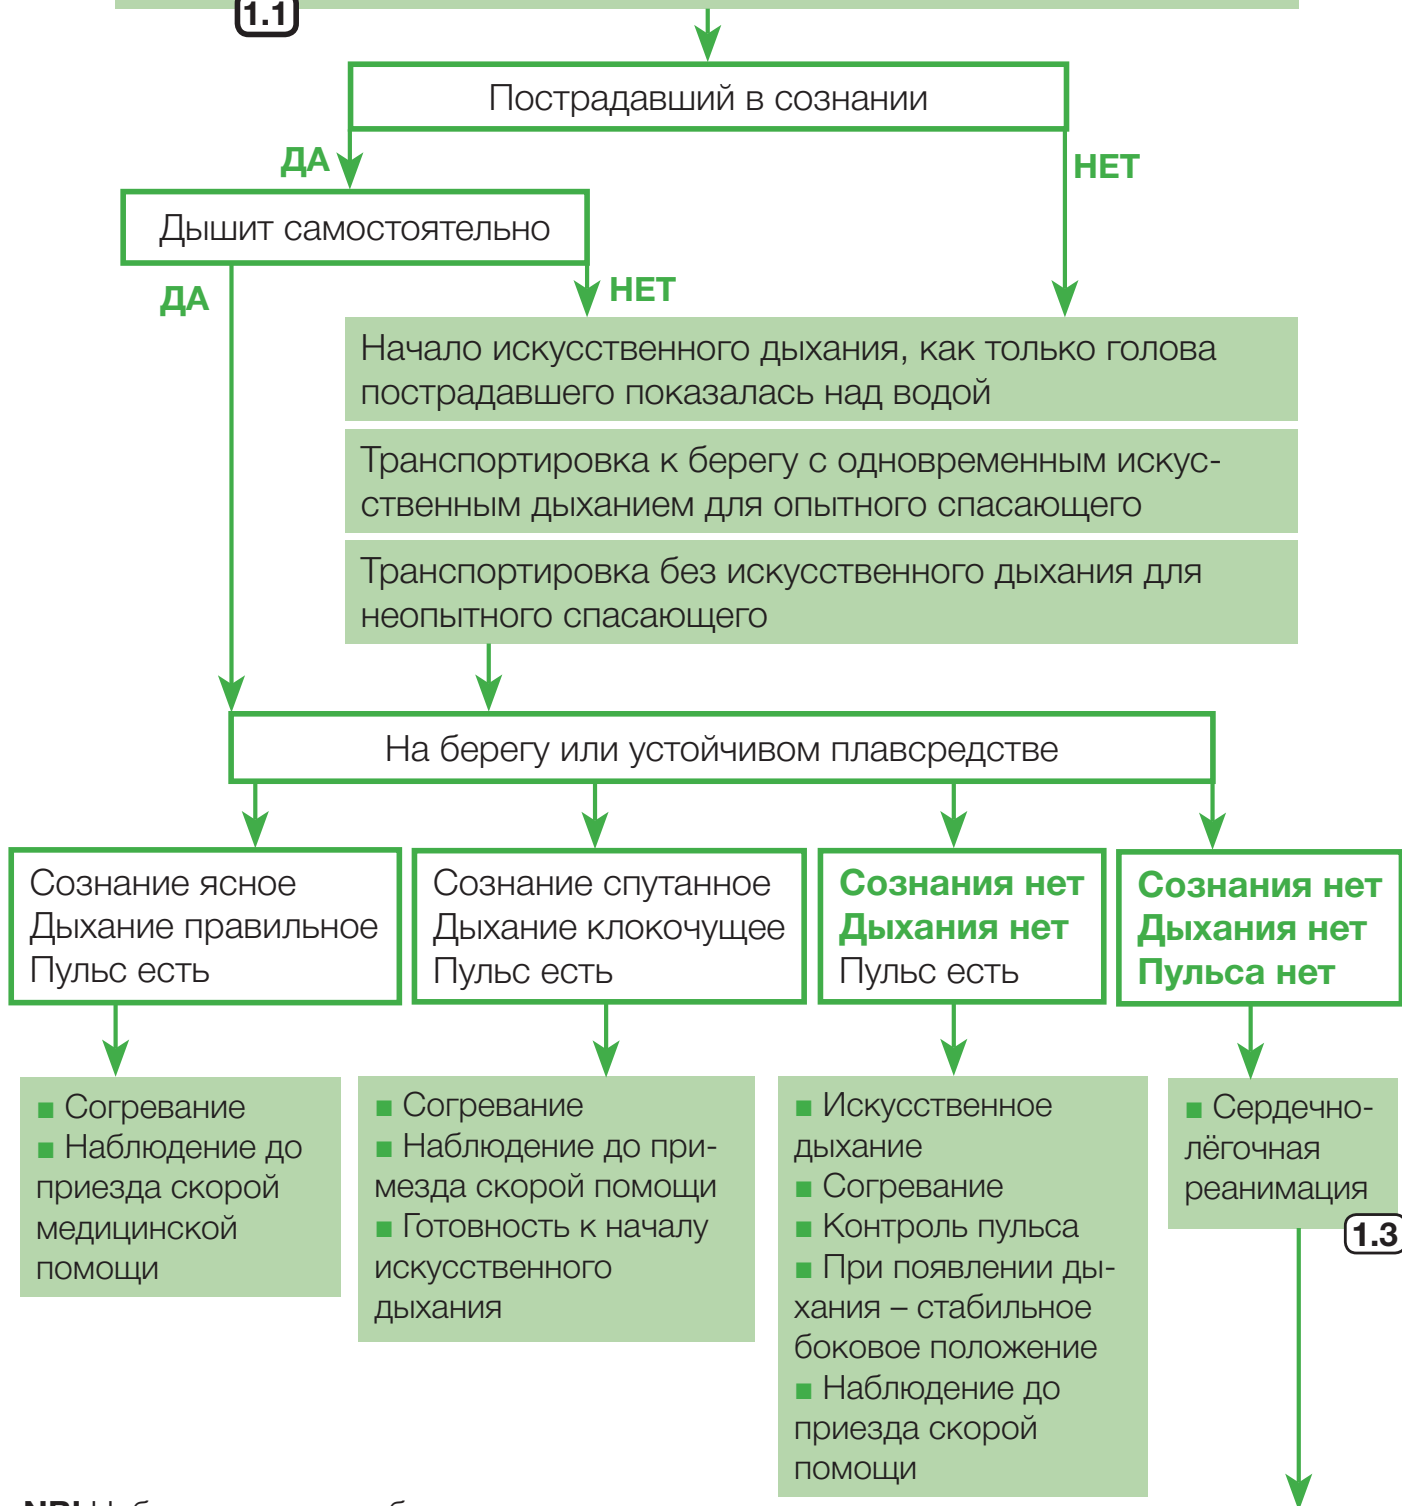 1.1
Пострадавший в сознании
ДА
НЕТ
Дышит самостоятельно
ДА
НЕТ
Начало искусственного дыхания, как только голова
пострадавшего показалась над водой
Транспортировка к берегу с одновременным искус-
ственным дыханием для опытного спасающего
Транспортировка без искусственного дыхания для
неопытного спасающего
На берегу или устойчивом плавсредстве
Сознание ясное
Дыхание правильное
Пульс есть
Сознание спутанное
Дыхание клокочущее
Пульс есть
Сознания нет
Дыхания нет
Пульс есть
Сознания нет
Дыхания нет
Пульса нет
■ Согревание
■ Наблюдение до
приезда скорой
медицинской
помощи
■ Согревание
■ Наблюдение до при-
мезда скорой помощи
■ Готовность к началу
искусственного
дыхания
■ Искусственное
дыхание
■ Согревание
■ Контроль пульса
■ При появлении ды-
хания – стабильное
боковое положение
■ Наблюдение до
приезда скорой
помощи
■ Сердечно-
лёгочная
реанимация
1.3